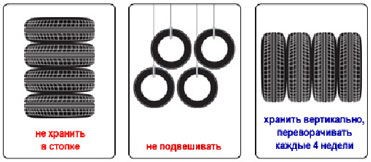 не хранить
в стопке
не подвешивать
хранить вертикально,
переворачивать
каждые 4 недели